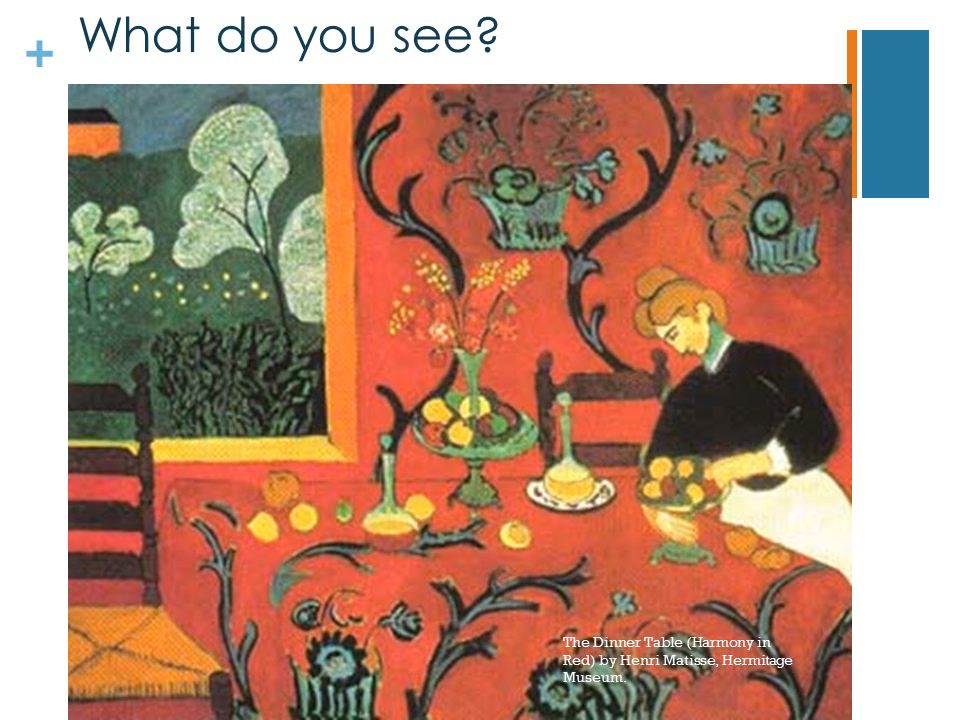 + What do you see?
The Dinner Table (Harmony in
Red) by Henri Matisse, Hermitage
Museum.